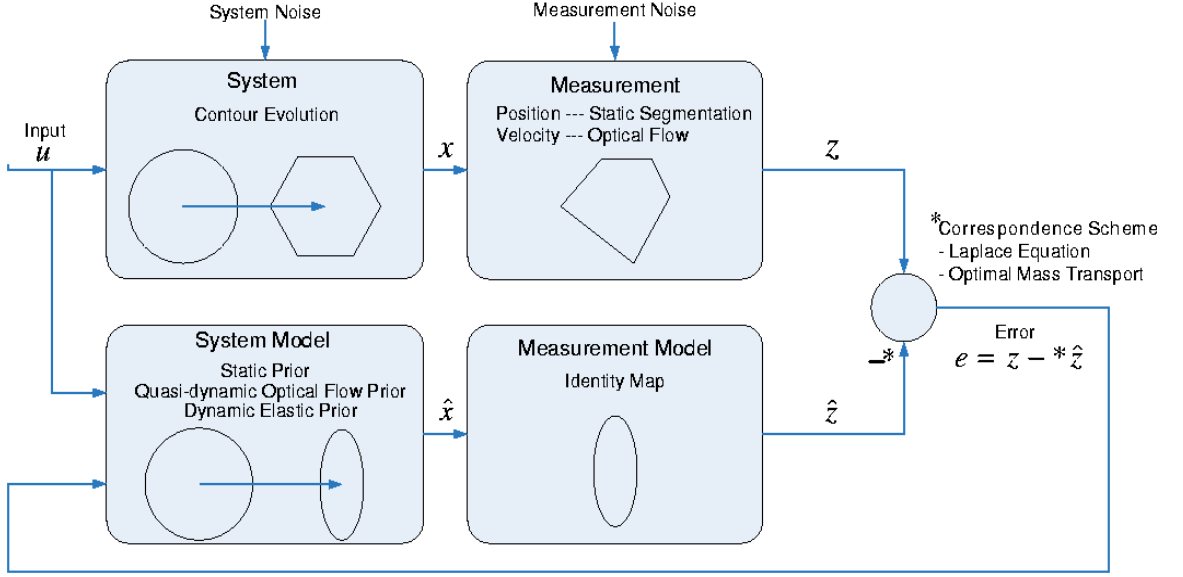 System Noise
Measurement Noise
System
Contour Evolution
Measurement
Position --- Static Segmentation
Velocity --- Optical Flow
Input
u
x
z
*Correspondence Scheme
- Laplace Equation
- Optimal Mass Transport
System Model
Static Prior
Quasi-dynamic Optical Flow Prior
Dynamic Elastic Prior
x̂
Measurement Model
Identity Map
ẑ
–*
Error
e = z – * ẑ